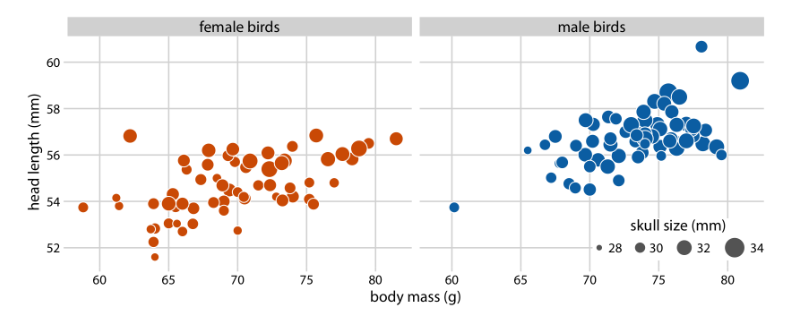 female birds male birds
60
58
head length (mm)
56
54
skull size (mm)
52
28 30 32 34
60 65 70 75 80 60 65 70 75 80
body mass (g)